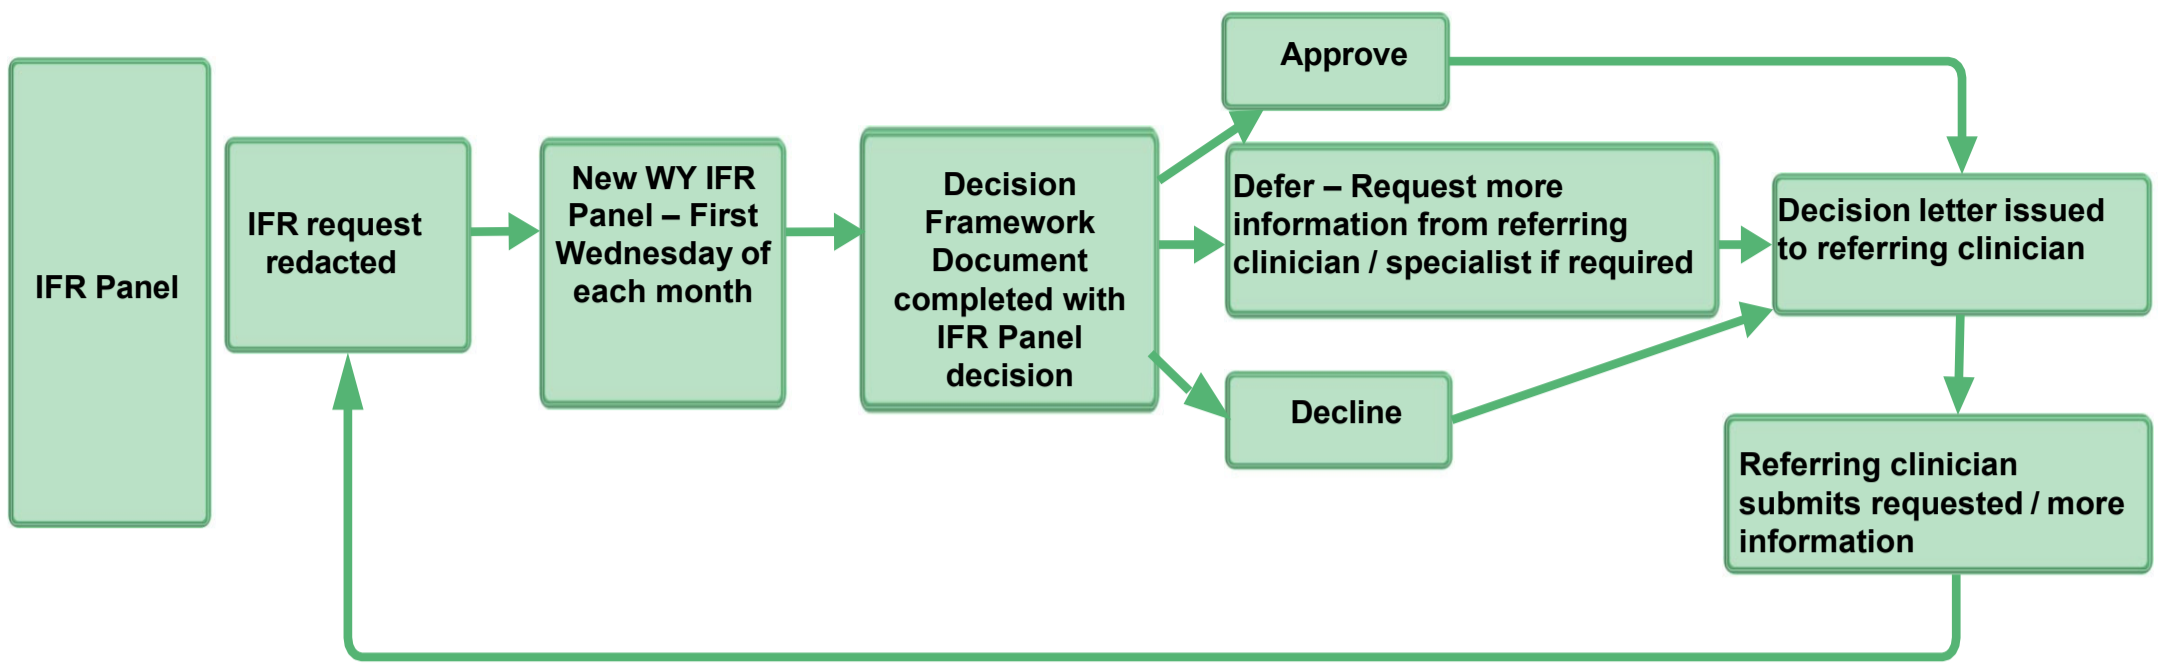 IFR Panel
IFR request
redacted
New WY IFR
Panel – First
Wednesday of
each month
Decision
Framework
Document
completed with
IFR Panel
decision
Approve
Defer – Request more
information from referring
clinician / specialist if required
Decline
Decision letter issued
to referring clinician
Referring clinician
submits requested / more
information